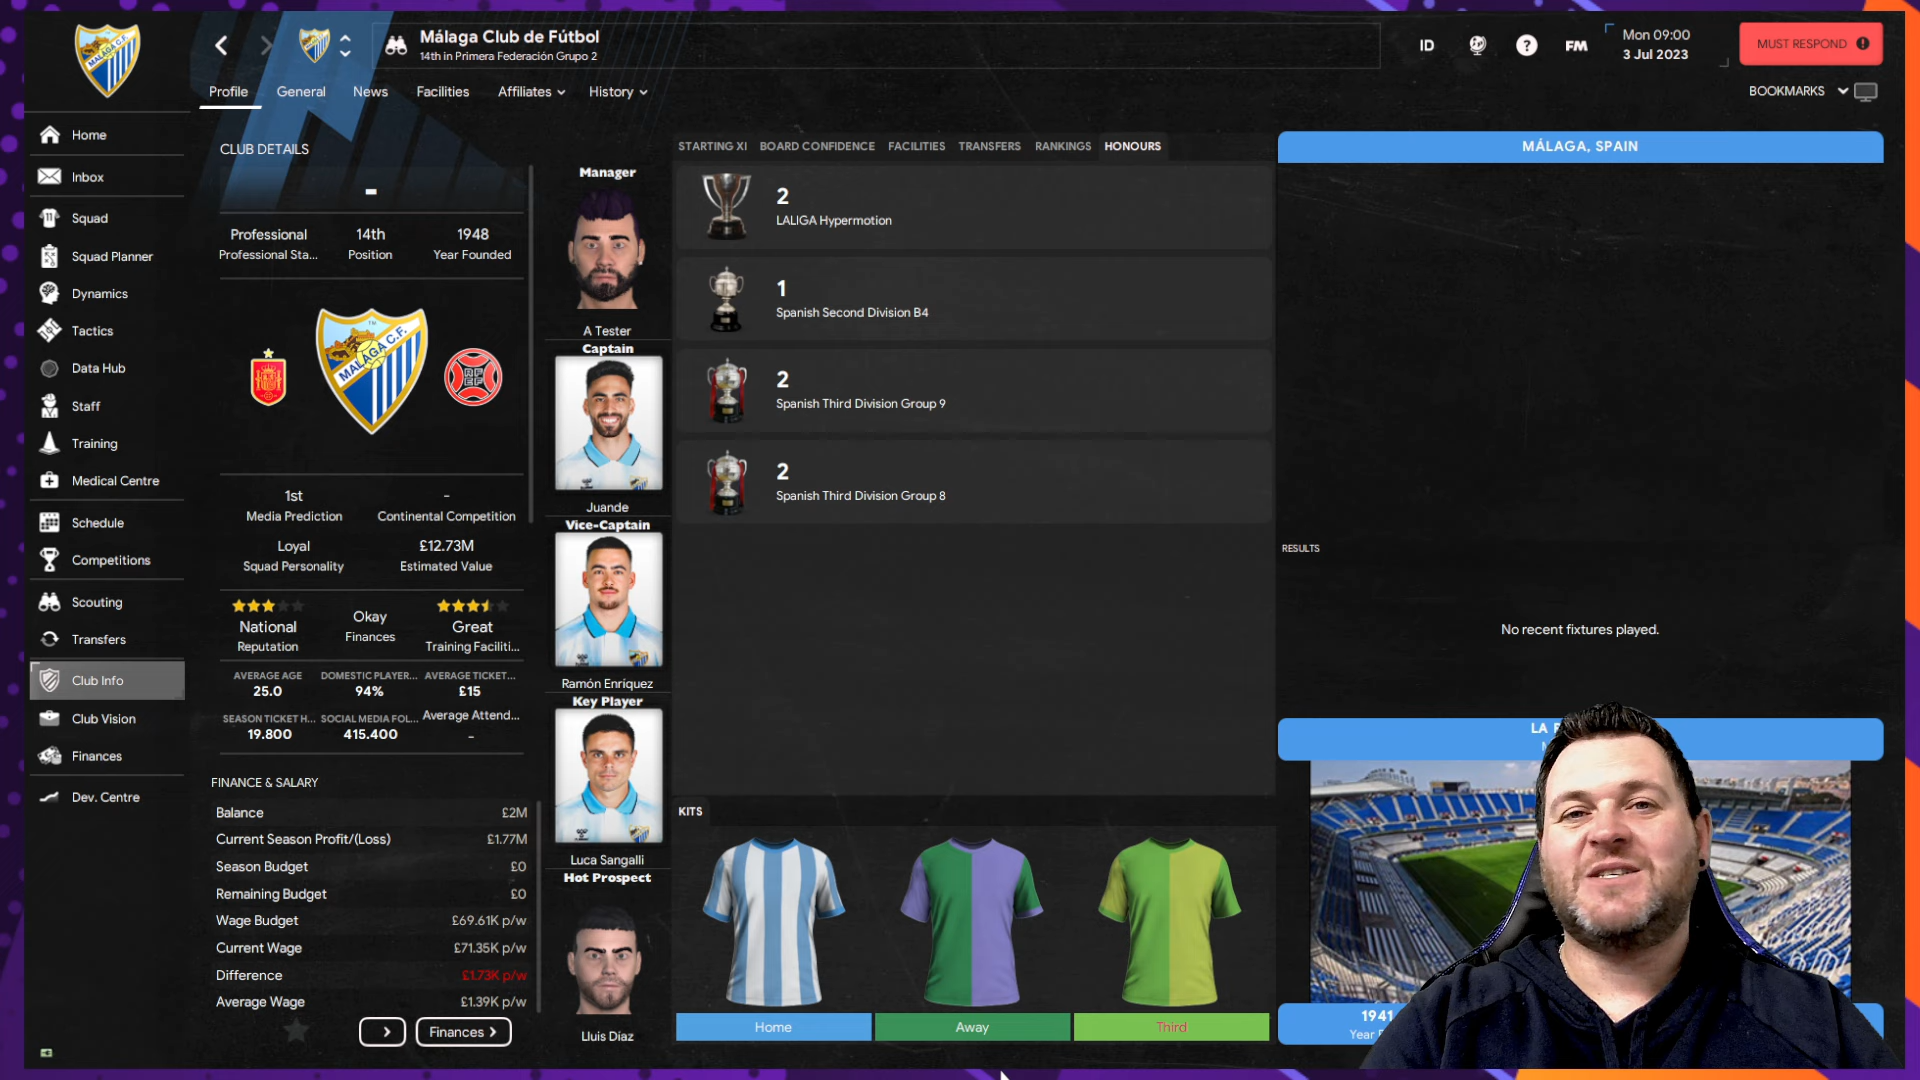 Málaga Club de Fútbol
14th in Primera Federación Grupo 2
ID
FM
Mon 09:00
3 Jul 2023
MUST RESPOND
Profile
General
News
Facilities
Affiliates
History
BOOKMARKS
Home
Inbox
Squad
Squad Planner
Dynamics
Tactics
Data Hub
Staff
Training
Medical Centre
Schedule
Competitions
Scouting
Transfers
Club Info
Club Vision
Finances
Dev. Centre
CLUB DETAILS
-
Professional
Professional Sta...
14th
Position
1948
Year Founded
MALAGA C.F.
1st
Media Prediction
-
Continental Competition
Loyal
Squad Personality
£12.73M
Estimated Value
National
Reputation
Okay
Finances
Great
Training Faciliti...
AVERAGE AGE
25.0
DOMESTIC PLAYER...
94%
AVERAGE TICKET...
£15
SEASON TICKET H...
19.800
SOCIAL MEDIA FOL...
415.400
Average Attend...
-
FINANCE & SALARY
Balance £2M
Current Season Profit/(Loss) £1.77M
Season Budget £0
Remaining Budget £0
Wage Budget £69.61K p/w
Current Wage £71.35K p/w
Difference £1.73K p/w
Average Wage £1.39K p/w
Finances
Manager
A Tester
Captain
Juande
Vice-Captain
Ramón Enríquez
Key Player
Luca Sangalli
Hot Prospect
Lluis Díaz
STARTING XI
BOARD CONFIDENCE
FACILITIES
TRANSFERS
RANKINGS
HONOURS
2
LALIGA Hypermotion
1
Spanish Second Division B4
2
Spanish Third Division Group 9
2
Spanish Third Division Group 8
KITS
Home
Away
Third
MÁLAGA, SPAIN
RESULTS
No recent fixtures played.
LA
1941
Year